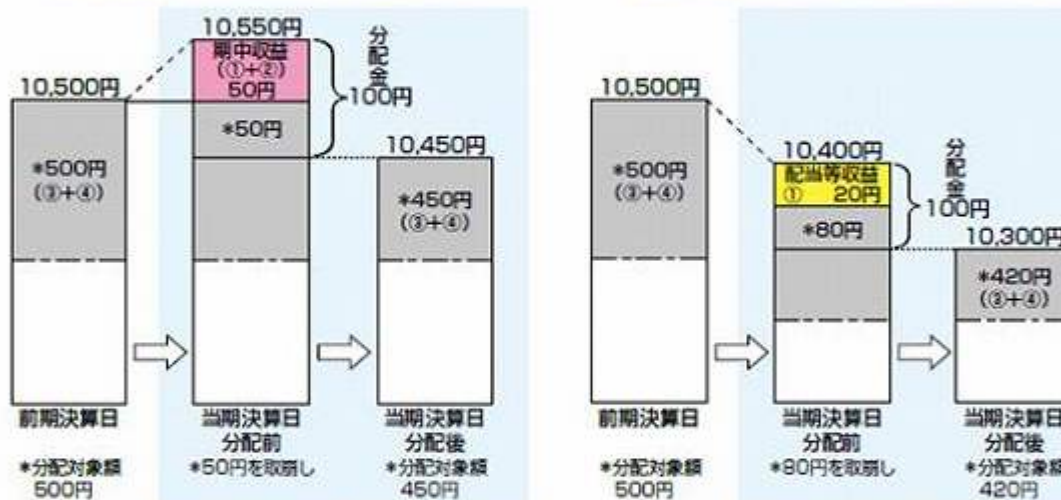 10,500円
*500円
(③+④)
前期決算日
*分配対象額
500円
10,550円
期中収益
(①+②)
50円
*50円
分配金
100円
当期決算日
分配前
*50円を取崩し
10,450円
*450円
(③+④)
当期決算日
分配後
*分配対象額
450円
10,500円
*500円
(③+④)
前期決算日
*分配対象額
500円
10,400円
配当等収益
① 20円
*80円
分配金
100円
当期決算日
分配前
*80円を取崩し
10,300円
*420円
(③+④)
当期決算日
分配後
*分配対象額
420円